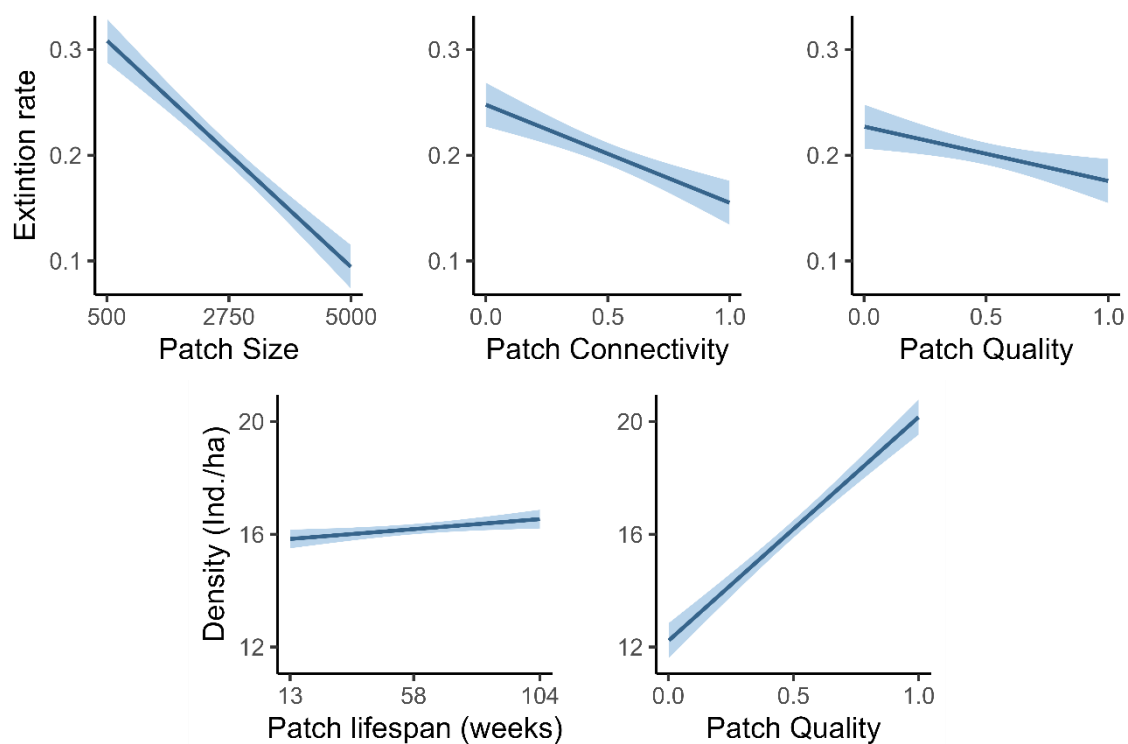 Extintion rate
0.3
0.2
0.1
500 2750 5000
Patch Size
0.3
0.2
0.1
0.0 0.5 1.0
Patch Connectivity
0.3
0.2
0.1
0.0 0.5 1.0
Patch Quality
Density (Ind./ha)
20
16
12
13 58 104
Patch lifespan (weeks)
20
16
12
0.0 0.5 1.0
Patch Quality